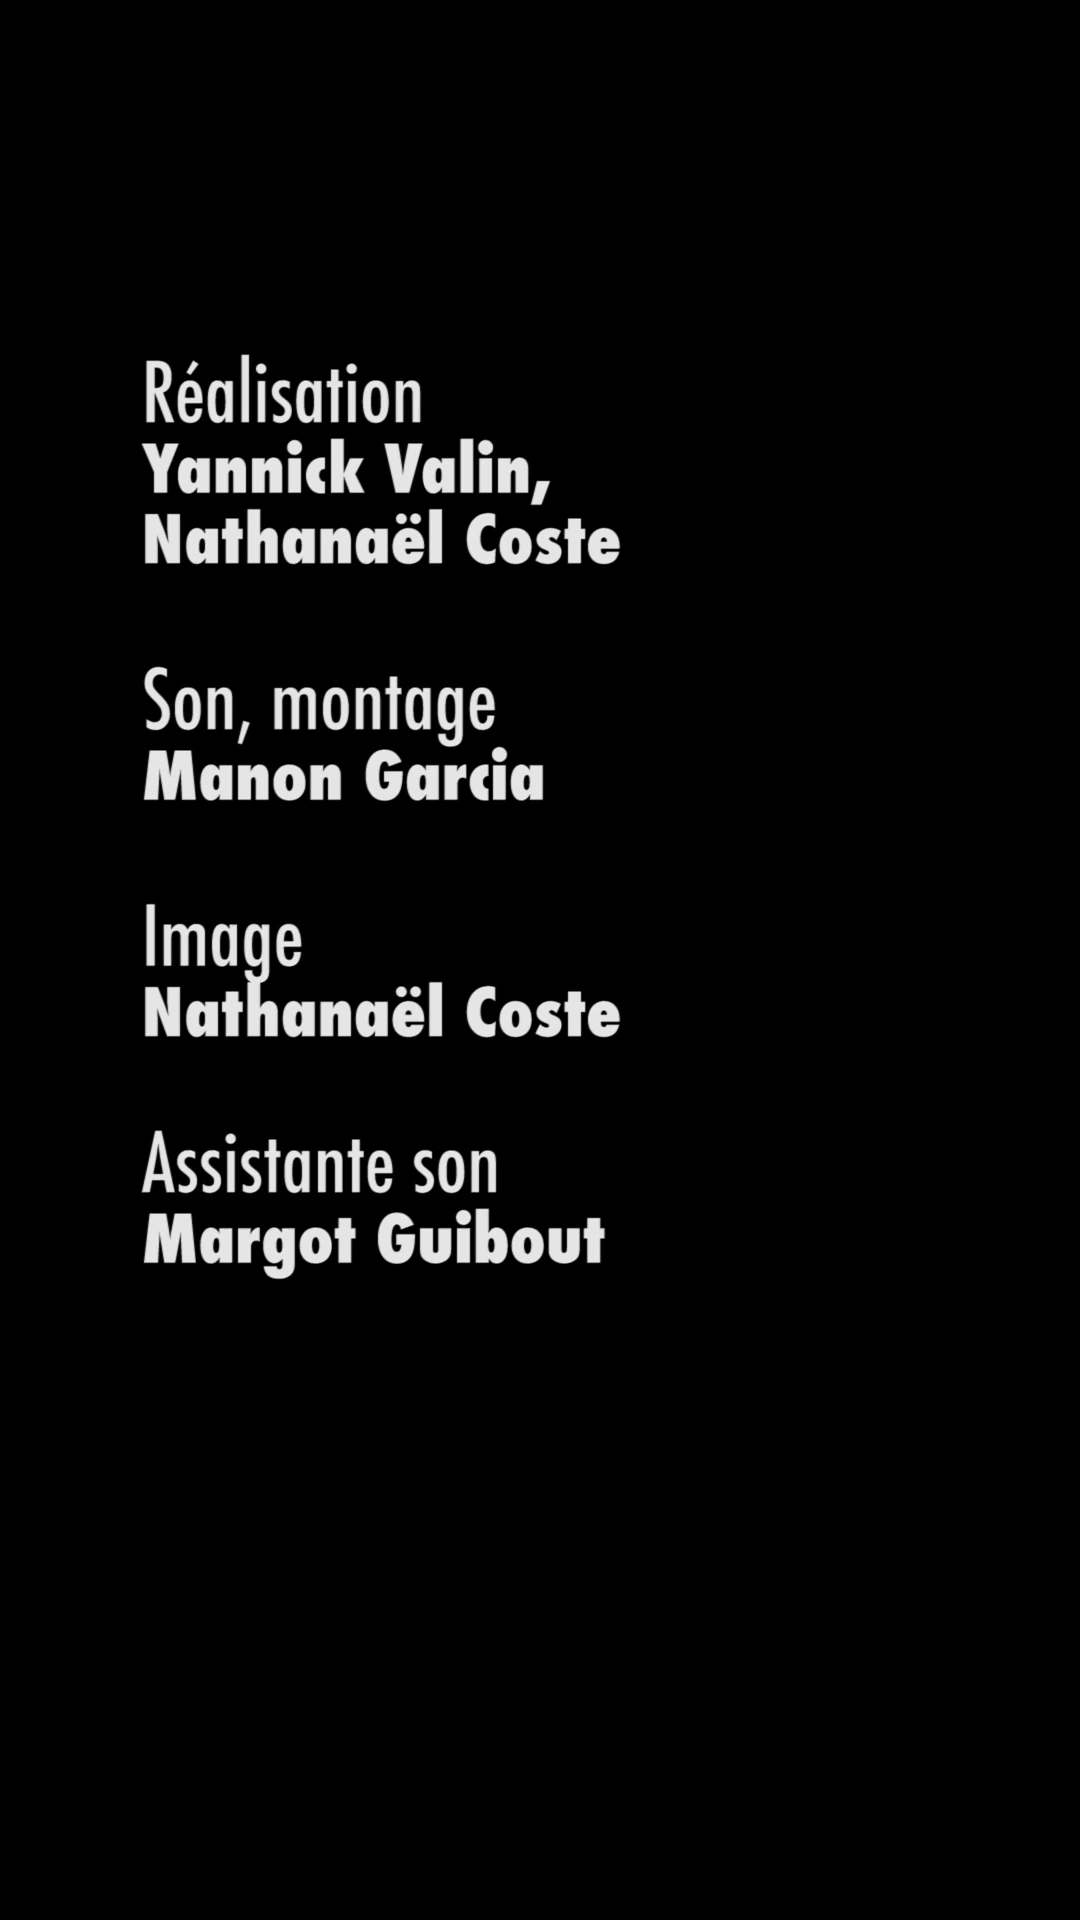 Réalisation
Yannick Valin,
Nathanaël Coste
Son, montage
Manon Garcia
Image
Nathanaël Coste
Assistante son
Margot Guibout